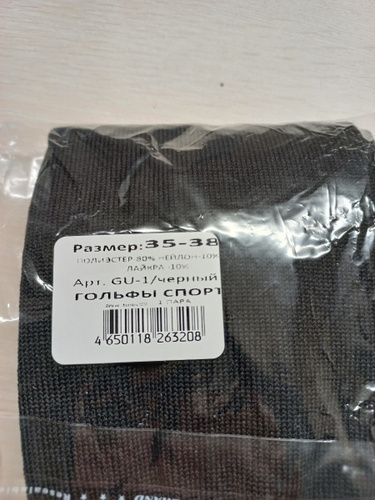 Размер:35-38
ПОЛИЭСТЕР-80% НЕЙЛОН-10%
ЛАЙКРА -10%
Арт. GU-1/черный
ГОЛЬФЫ СПОРТ
1 ПАРА
4 650118 263208